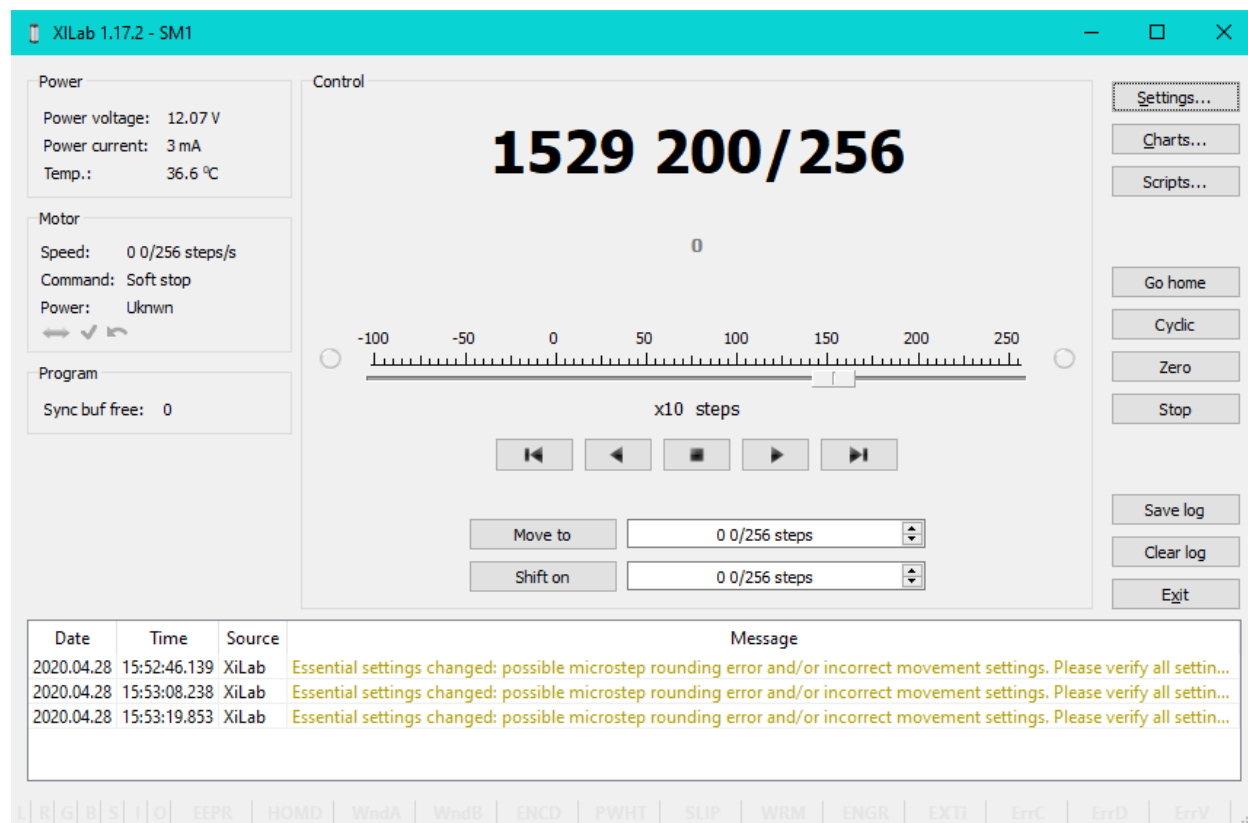 XILab 1.17.2 - SM1
Power
Power voltage: 12.07 V
Power current: 3 mA
Temp.: 36.6 ºC
Motor
Speed: 0 0/256 steps/s
Command: Soft stop
Power: Uknwn
Program
Sync buf free: 0
Control
1529 200/256
0
-100 -50 0 50 100 150 200 250
x10 steps
Move to 0 0/256 steps
Shift on 0 0/256 steps
Settings...
Charts...
Scripts...
Go home
Cyclic
Zero
Stop
Save log
Clear log
Exit
Date Time Source Message
2020.04.28 15:52:46.139 XiLab Essential settings changed: possible microstep rounding error and/or incorrect movement settings. Please verify all settin...
2020.04.28 15:53:08.238 XiLab Essential settings changed: possible microstep rounding error and/or incorrect movement settings. Please verify all settin...
2020.04.28 15:53:19.853 XiLab Essential settings changed: possible microstep rounding error and/or incorrect movement settings. Please verify all settin...
L R G B S I O EEPR HOMD WndA WndB ENCD PWHT SLIP WRM ENGR EXTi ErrC ErrD ErrV